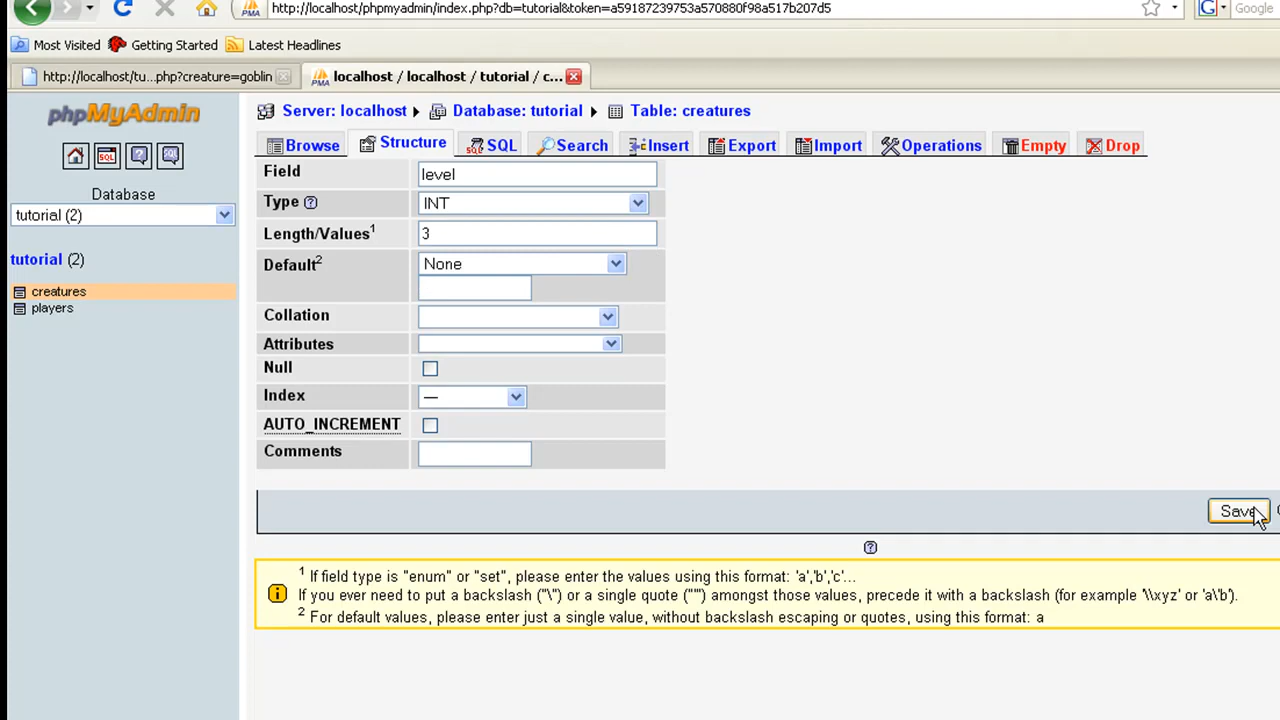 http://localhost/phpmyadmin/index.php?db=tutorial&token=a59187239753a570880f98a517b207d5
Google
Most Visited Getting Started Latest Headlines
http://localhost/tu...php?creature=goblin
localhost / localhost / tutorial / c...
phpMyAdmin
Server: localhost Database: tutorial Table: creatures
Browse Structure SQL Search Insert Export Import Operations Empty Drop
Database
tutorial (2)
tutorial (2)
creatures
players
Field level
Type INT
Length/Values1 3
Default2 None
Collation
Attributes
Null
Index —
AUTO_INCREMENT
Comments
Save
1 If field type is "enum" or "set", please enter the values using this format: 'a','b','c'...
If you ever need to put a backslash ("\") or a single quote ("'") amongst those values, precede it with a backslash (for example '\\xyz' or 'a\'b').
2 For default values, please enter just a single value, without backslash escaping or quotes, using this format: a